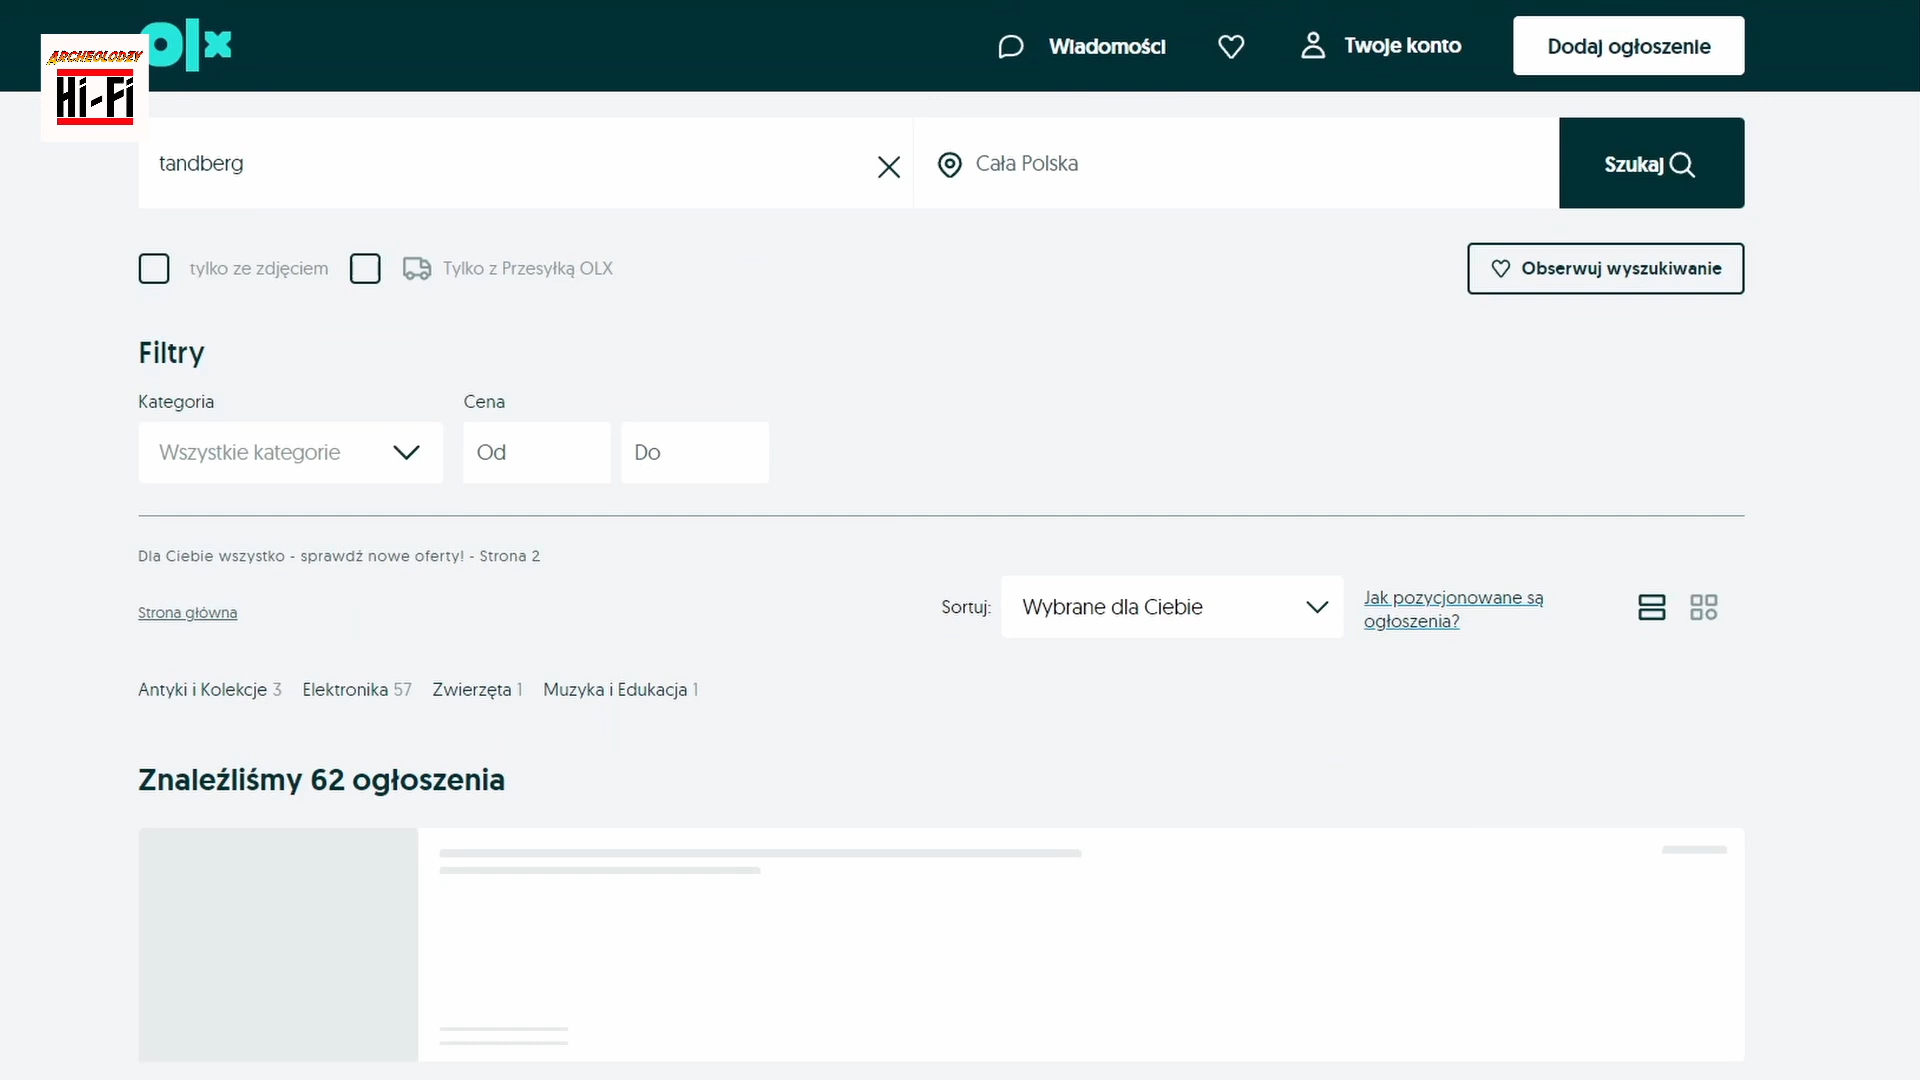 olx
Wiadomości
Twoje konto
Dodaj ogłoszenie
ARCHEOLODZY
Hi-Fi
tandberg
Cała Polska
Szukaj
tylko ze zdjęciem
Tylko z Przesyłką OLX
Obserwuj wyszukiwanie
Filtry
Kategoria
Cena
Wszystkie kategorie
Od
Do
Dla Ciebie wszystko - sprawdź nowe oferty! - Strona 2
Strona główna
Sortuj:
Wybrane dla Ciebie
Jak pozycjonowane są
ogłoszenia?
Antyki i Kolekcje 3 Elektronika 57 Zwierzęta 1 Muzyka i Edukacja 1
Znaleźliśmy 62 ogłoszenia